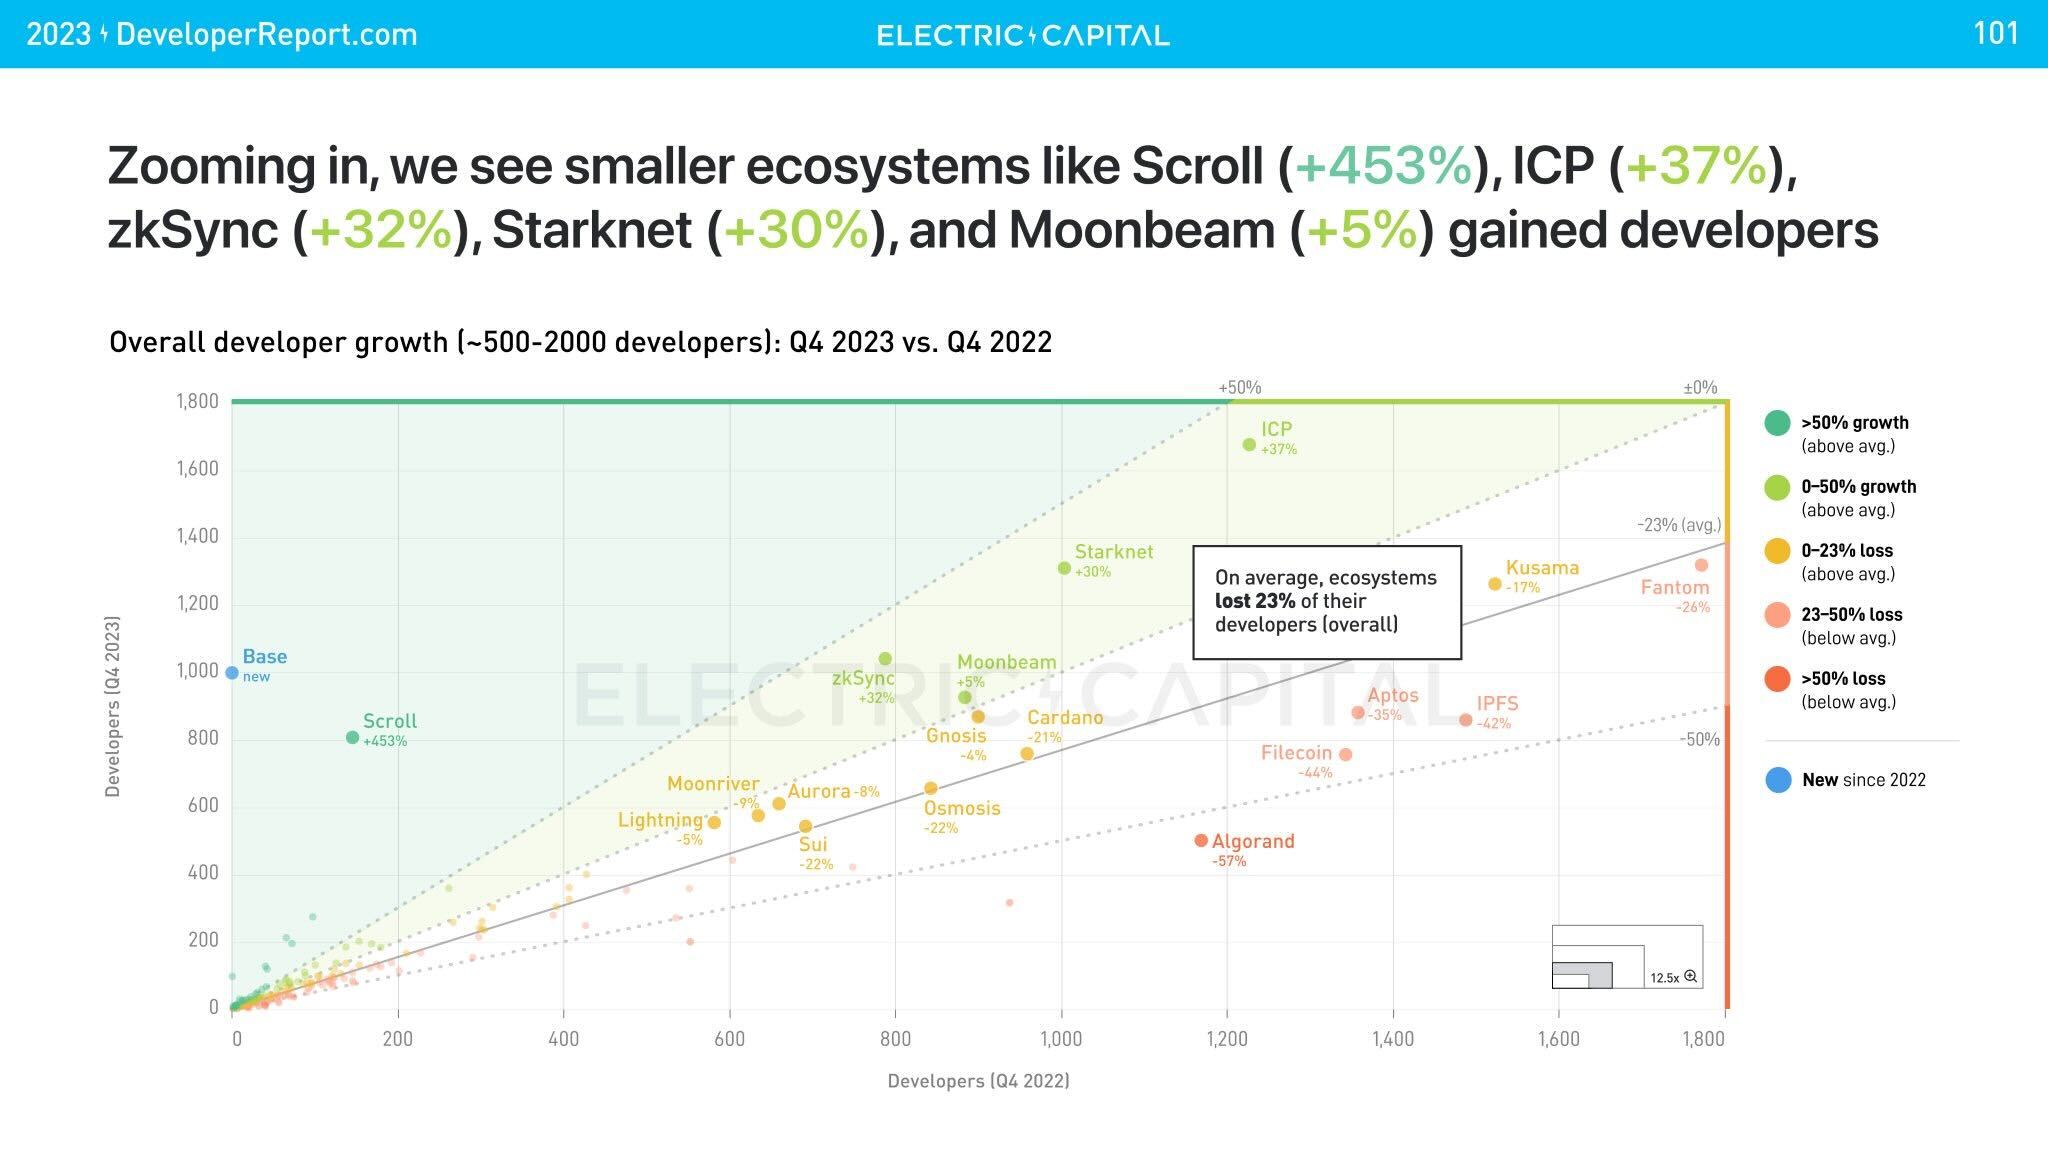 2023 DeveloperReport.com
ELECTRIC CAPITAL
101
Zooming in, we see smaller ecosystems like Scroll (+453%), ICP (+37%),
zkSync (+32%), Starknet (+30%), and Moonbeam (+5%) gained developers
Overall developer growth (~500-2000 developers): Q4 2023 vs. Q4 2022
+50%
±0%
-23% (avg.)
-50%
Developers (Q4 2023)
1,800
1,600
1,400
1,200
1,000
800
600
400
200
0
ICP
+37%
Starknet
+30%
On average, ecosystems
lost 23% of their
developers (overall)
Kusama
-17%
Fantom
-26%
Base
new
Scroll
+453%
zkSync
+32%
Moonbeam
+5%
Gnosis
-4%
Cardano
-21%
Aptos
-35%
IPFS
-42%
Filecoin
-44%
Moonriver
-9%
Aurora -8%
Lightning
-5%
Sui
-22%
Osmosis
-22%
Algorand
-57%
ELECTRIC CAPITAL
12.5x
0
200
400
600
800
1,000
1,200
1,400
1,600
1,800
Developers (Q4 2022)
>50% growth
(above avg.)
0–50% growth
(above avg.)
0–23% loss
(above avg.)
23–50% loss
(below avg.)
>50% loss
(below avg.)
New since 2022